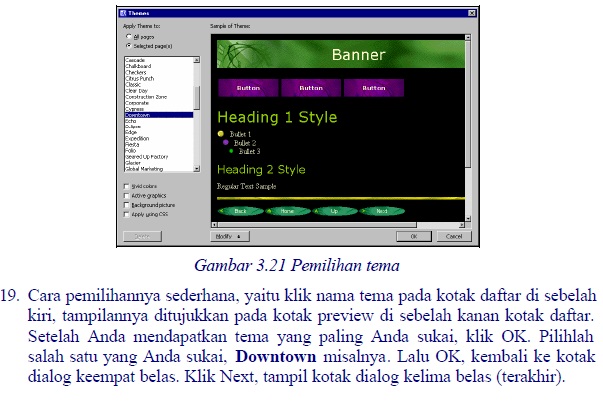 Themes
Apply Theme to:
All pages
Selected page(s)
Cascade
Chalkboard
Checkers
Citrus Punch
Classic
Clear Day
Construction Zone
Corporate
Cypress
Downtown
Echo
Eclipse
Edge
Expedition
Fiesta
Folio
Geared Up Factory
Glacier
Global Marketing
Vivid colors
Active graphics
Background picture
Apply using CSS
Delete
Sample of Theme:
Banner
Button Button Button
Heading 1 Style
Bullet 1
Bullet 2
Bullet 3
Heading 2 Style
Regular Text Sample
Back Home Up Next
Modify OK Cancel
Gambar 3.21 Pemilihan tema
19. Cara pemilihannya sederhana, yaitu klik nama tema pada kotak daftar di sebelah
kiri, tampilannya ditujukkan pada kotak preview di sebelah kanan kotak daftar.
Setelah Anda mendapatkan tema yang paling Anda sukai, klik OK. Pilihlah
salah satu yang Anda sukai, Downtown misalnya. Lalu OK, kembali ke kotak
dialog keempat belas. Klik Next, tampil kotak dialog kelima belas (terakhir).